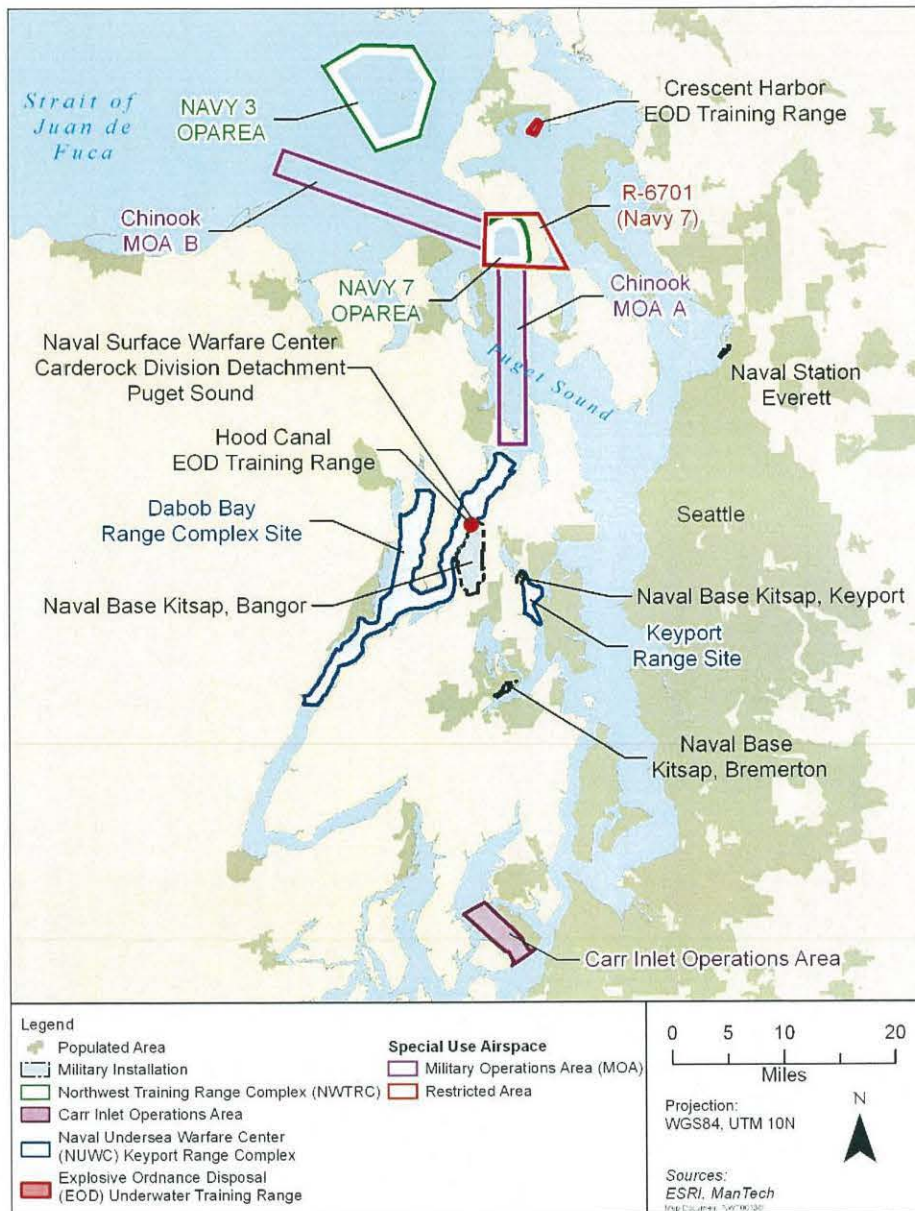 Strait of
Juan de
Fuca
NAVY 3
OPAREA
Crescent Harbor
EOD Training Range
R-6701
(Navy 7)
Chinook
MOA B
NAVY 7
OPAREA
Chinook
MOA A
Puget Sound
Naval Surface Warfare Center
Carderock Division Detachment
Puget Sound
Naval Station
Everett
Hood Canal
EOD Training Range
Dabob Bay
Range Complex Site
Seattle
Naval Base Kitsap, Bangor
Naval Base Kitsap, Keyport
Keyport
Range Site
Naval Base
Kitsap, Bremerton
Carr Inlet Operations Area
Legend
Populated Area
Military Installation
Northwest Training Range Complex (NWTRC)
Carr Inlet Operations Area
Naval Undersea Warfare Center
(NUWC) Keyport Range Complex
Explosive Ordnance Disposal
(EOD) Underwater Training Range
Special Use Airspace
Military Operations Area (MOA)
Restricted Area
0 5 10 20
Miles
Projection:
WGS84, UTM 10N
N
Sources:
ESRI, ManTech